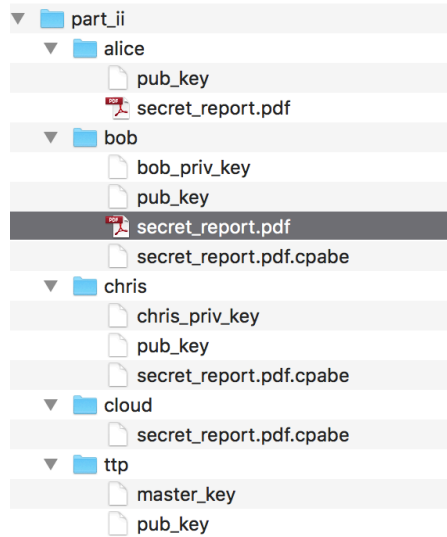 part_ii
alice
pub_key
secret_report.pdf
bob
bob_priv_key
pub_key
secret_report.pdf
secret_report.pdf.cpabe
chris
chris_priv_key
pub_key
secret_report.pdf.cpabe
cloud
secret_report.pdf.cpabe
ttp
master_key
pub_key